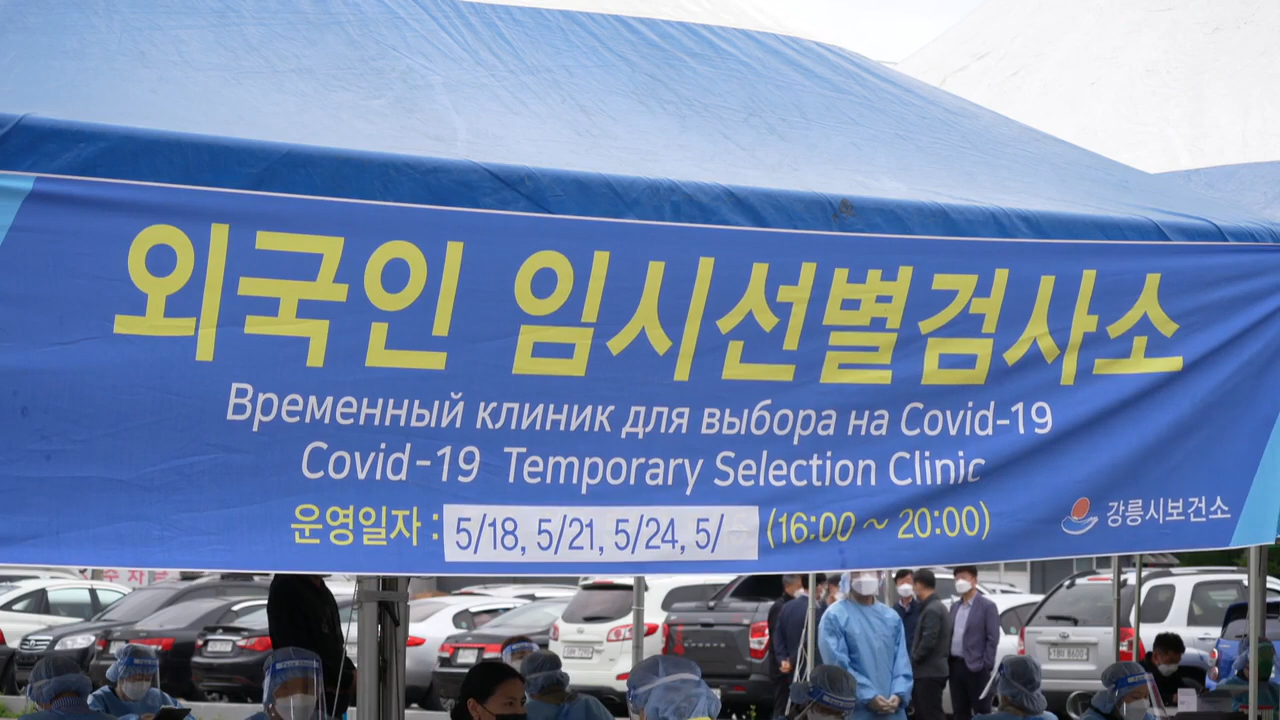 외국인 임시선별검사소
Временный клиник для выбора на Covid-19
Covid-19 Temporary Selection Clinic
운영일자 : 5/18, 5/21, 5/24, 5/ (16:00 ~ 20:00)
강릉시보건소